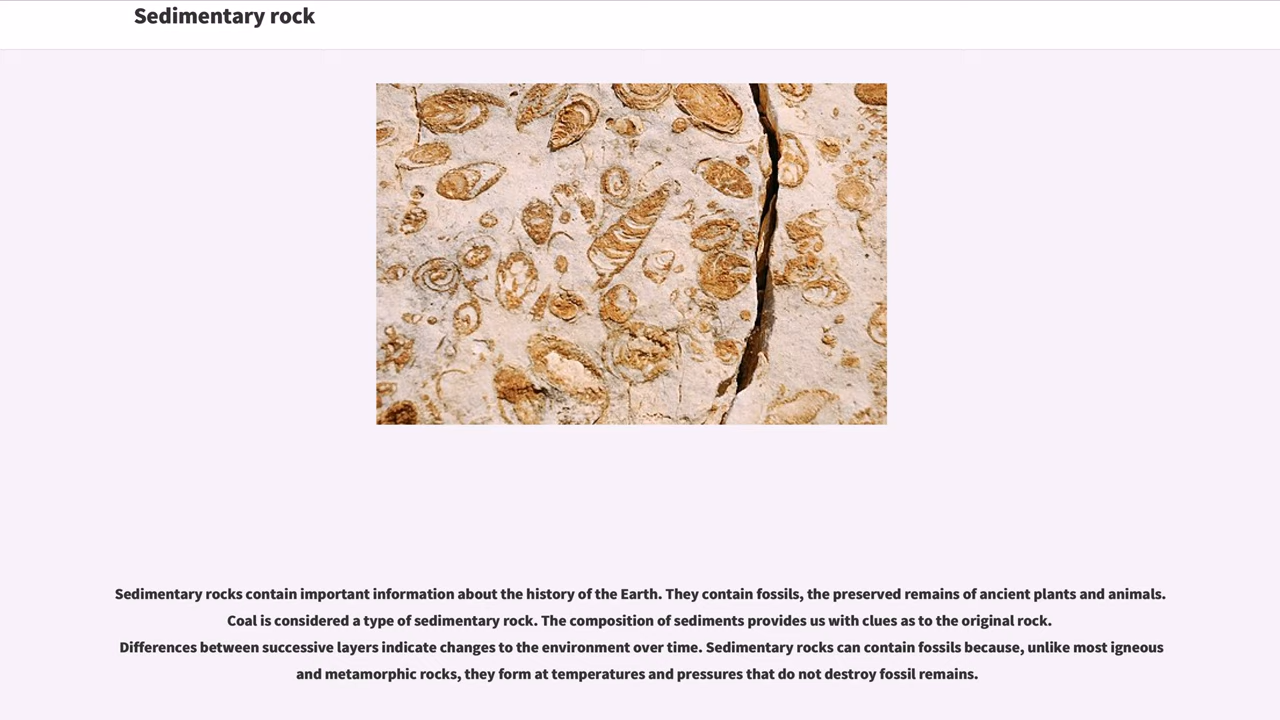 Sedimentary rock
Sedimentary rocks contain important information about the history of the Earth. They contain fossils, the preserved remains of ancient plants and animals.
Coal is considered a type of sedimentary rock. The composition of sediments provides us with clues as to the original rock.
Differences between successive layers indicate changes to the environment over time. Sedimentary rocks can contain fossils because, unlike most igneous
and metamorphic rocks, they form at temperatures and pressures that do not destroy fossil remains.